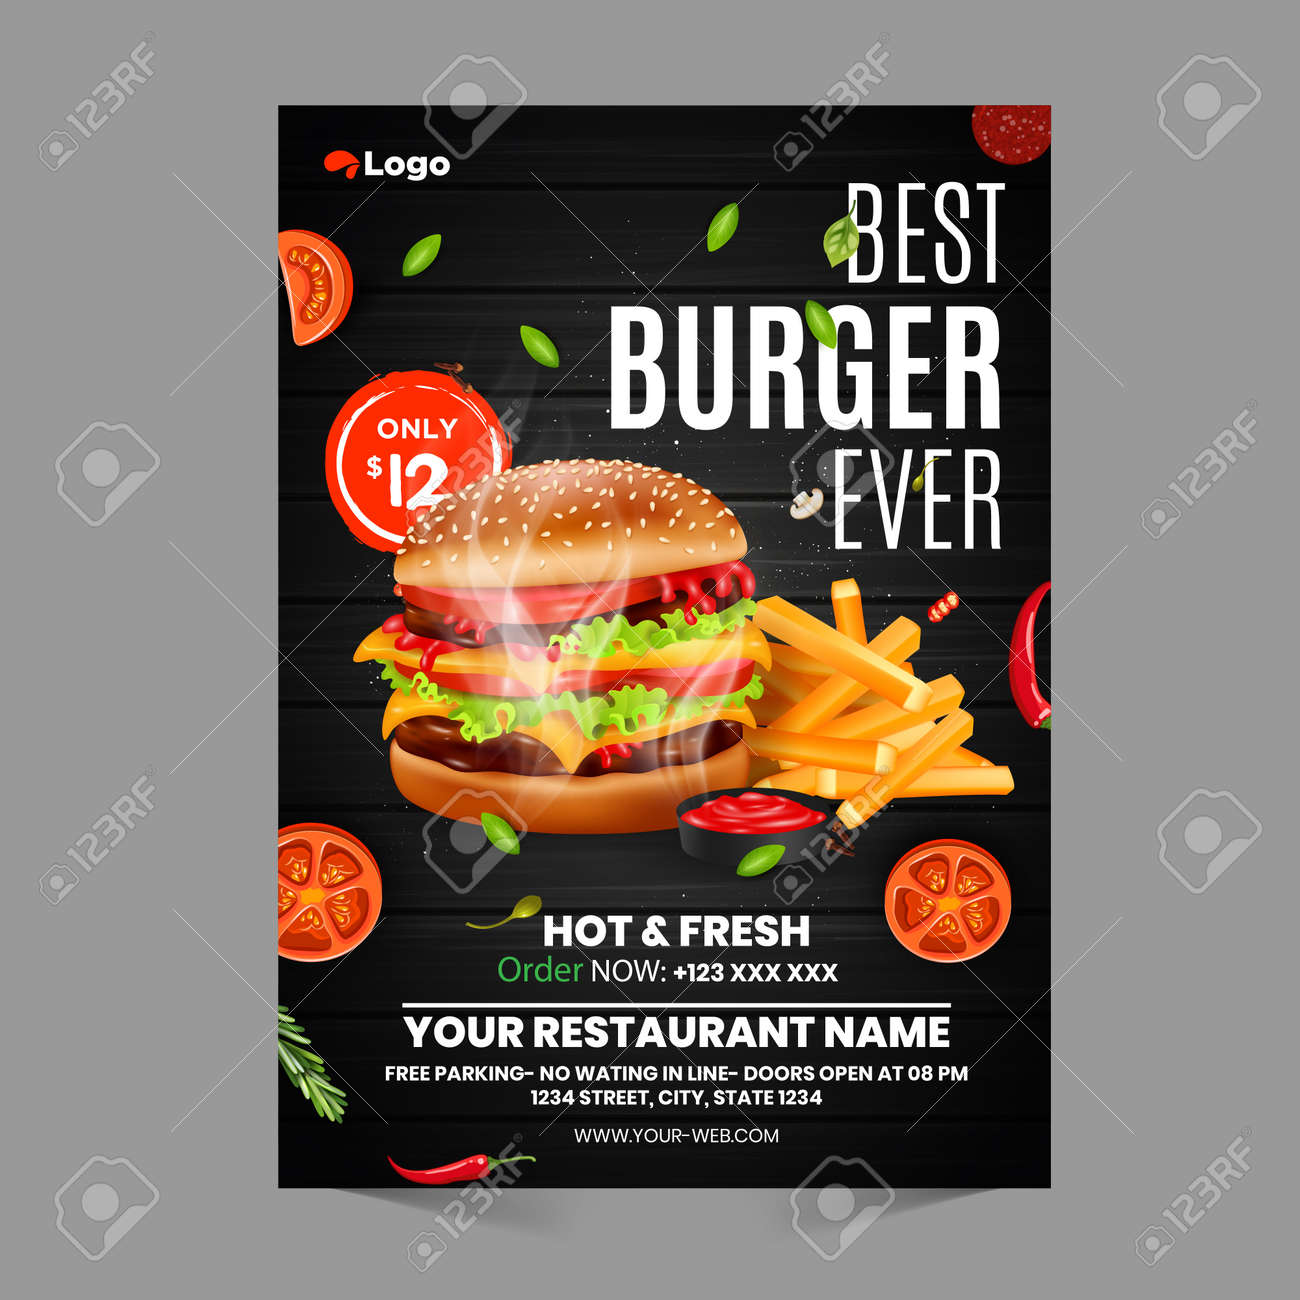 Logo
BEST
BURGER
EVER
ONLY
$12
HOT & FRESH
Order NOW: +123 XXX XXX
YOUR RESTAURANT NAME
FREE PARKING- NO WATING IN LINE- DOORS OPEN AT 08 PM
1234 STREET, CITY, STATE 1234
WWW.YOUR-WEB.COM
123RF